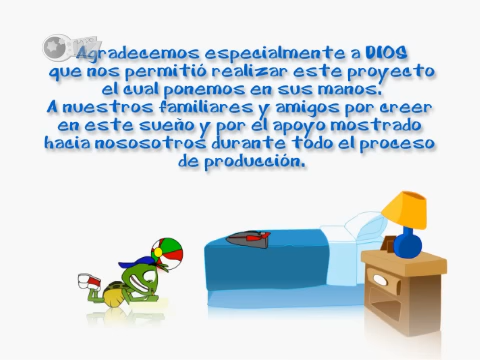 Agradecemos especialmente a DIOS
que nos permitió realizar este proyecto
el cual ponemos en sus manos.
A nuestros familiares y amigos por creer
en este sueño y por el apoyo mostrado
hacia nososotros durante todo el proceso
de producción.